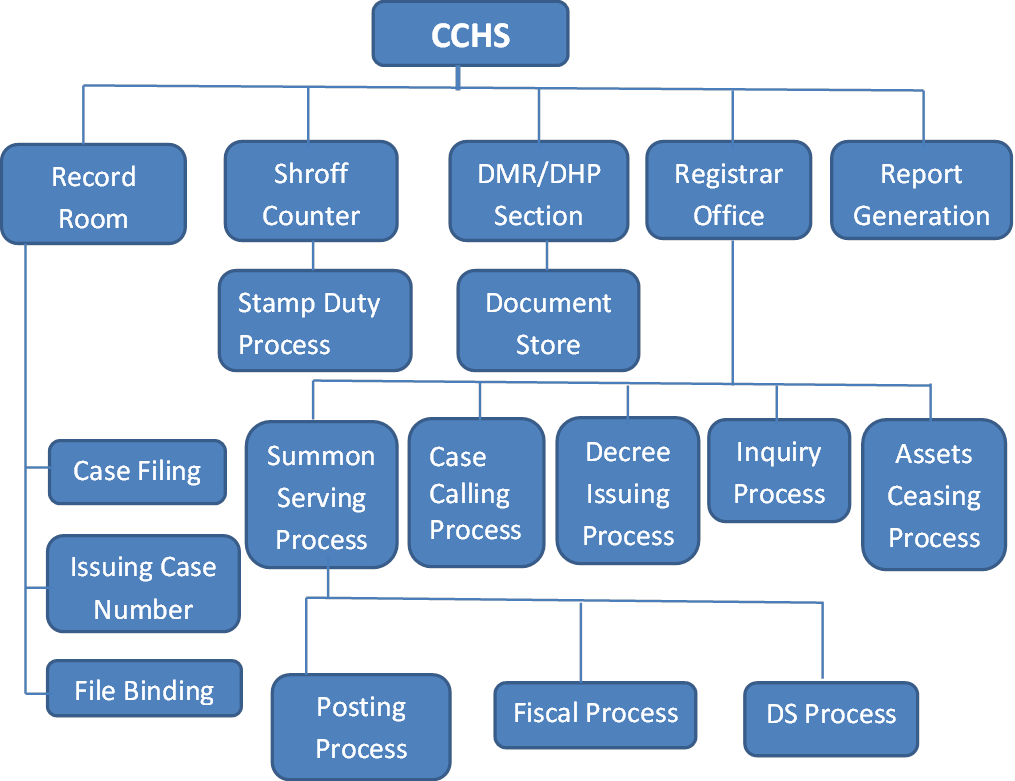 CCHS
Record
Room
Shroff
Counter
DMR/DHP
Section
Registrar
Office
Report
Generation
Stamp Duty
Process
Document
Store
Case Filing
Issuing Case
Number
File Binding
Summon
Serving
Process
Case
Calling
Process
Decree
Issuing
Process
Inquiry
Process
Assets
Ceasing
Process
Posting
Process
Fiscal Process
DS Process